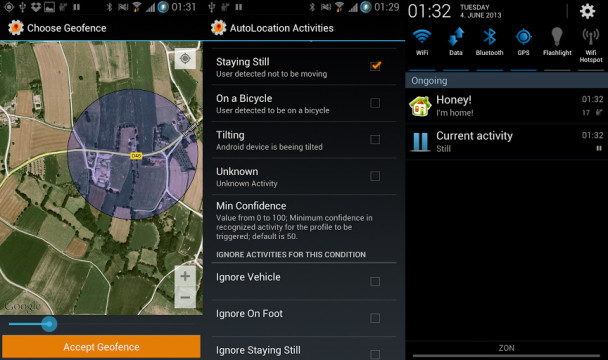 01:31
Choose Geofence
D46
Google
Accept Geofence
01:29
AutoLocation Activities
Staying Still
User detected not to be moving
On a Bicycle
User detected to be on a bicycle
Tilting
Android device is beeing tilted
Unknown
Unknown Activity
Min Confidence
Value from 0 to 100; Minimum confidence in
recognized activity for the profile to be
triggered; default is 50.
IGNORE ACTIVITIES FOR THIS CONDITION
Ignore Vehicle
Ignore On Foot
Ignore Staying Still
01:32 TUESDAY
4. JUNE 2013
WiFi Data Bluetooth GPS Flashlight Wifi
Hotspot
Ongoing
Honey! 01:32
I'm home! 17
Current activity 01:32
Still
ZON